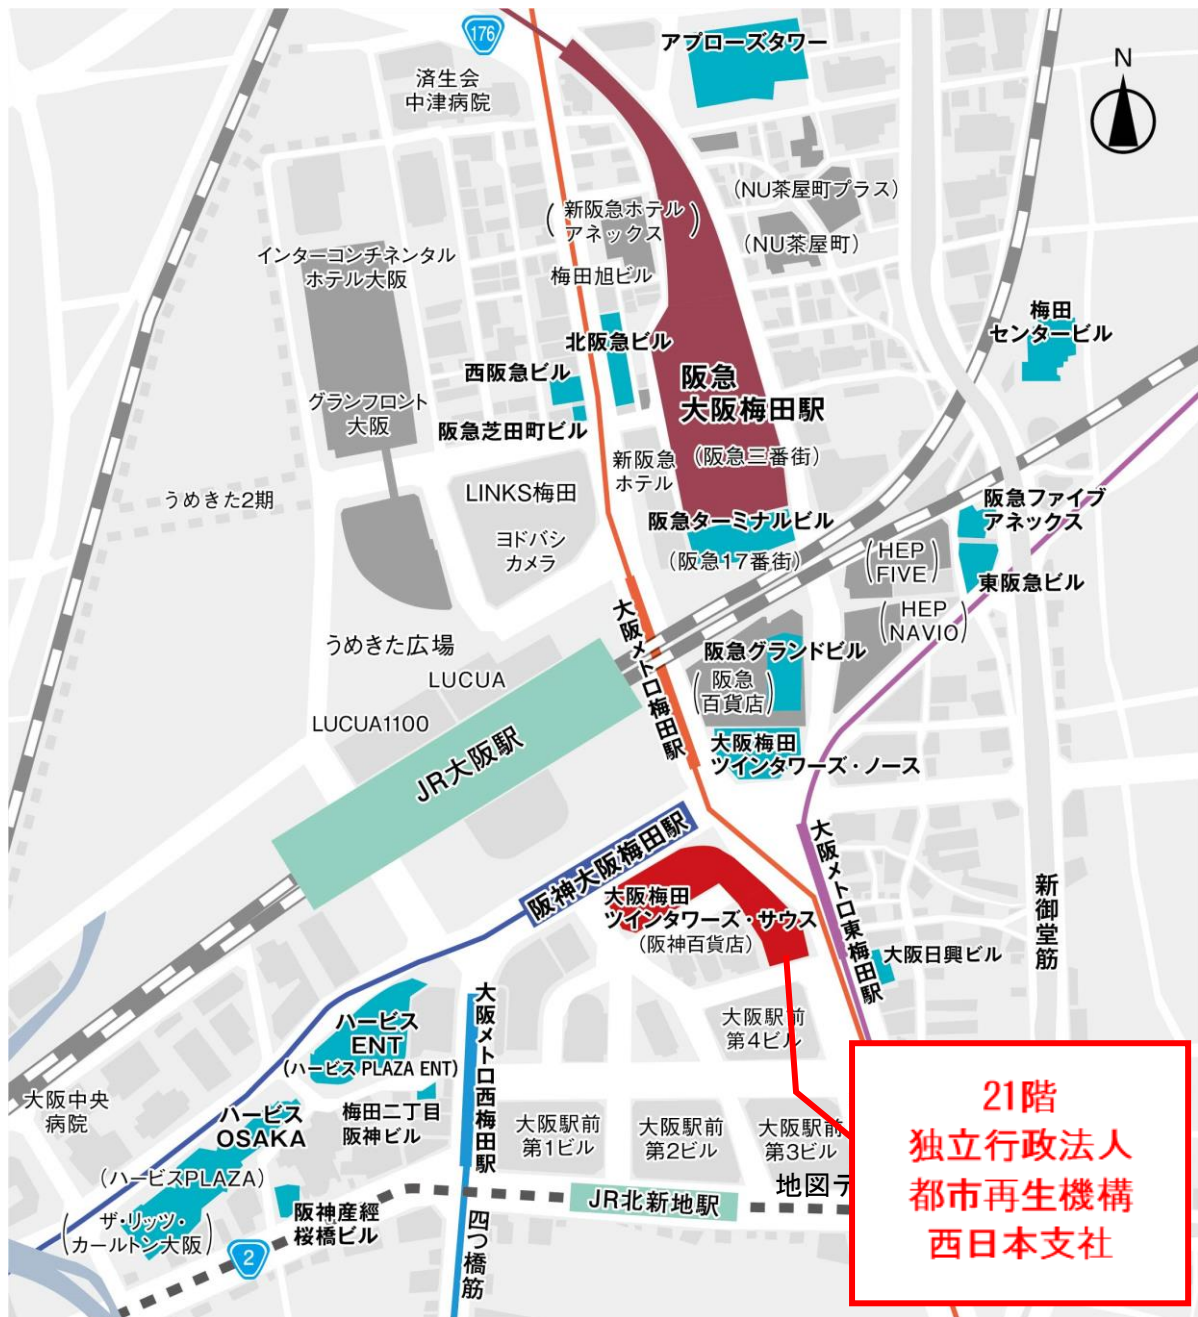 176
済生会
中津病院
アプローズタワー
N
(NU茶屋町プラス)
(NU茶屋町)
(新阪急ホテル
アネックス)
梅田旭ビル
インターコンチネンタル
ホテル大阪
北阪急ビル
西阪急ビル
阪急芝田町ビル
グランフロント
大阪
阪急
大阪梅田駅
(阪急三番街)
梅田
センタービル
新阪急
ホテル
LINKS梅田
ヨドバシ
カメラ
うめきた2期
阪急ターミナルビル
(阪急17番街)
阪急ファイブ
アネックス
(HEP
FIVE)
東阪急ビル
(HEP
NAVIO)
大阪メトロ梅田駅
うめきた広場
LUCUA
LUCUA1100
阪急グランドビル
(阪急
百貨店)
JR大阪駅
大阪梅田
ツインタワーズ・ノース
阪神大阪梅田駅
大阪梅田
ツインタワーズ・サウス
(阪神百貨店)
大阪メトロ東梅田駅
新御堂筋
大阪日興ビル
大阪駅前
第4ビル
ハービス
ENT
(ハービス PLAZA ENT)
大阪メトロ西梅田駅
大阪中央
病院
ハービス
OSAKA
(ハービスPLAZA)
梅田二丁目
阪神ビル
大阪駅前
第1ビル
大阪駅前
第2ビル
大阪駅前
第3ビル
地図デ
JR北新地駅
(ザ・リッツ・
カールトン大阪)
阪神産經
桜橋ビル
2
四つ橋筋
21階
独立行政法人
都市再生機構
西日本支社